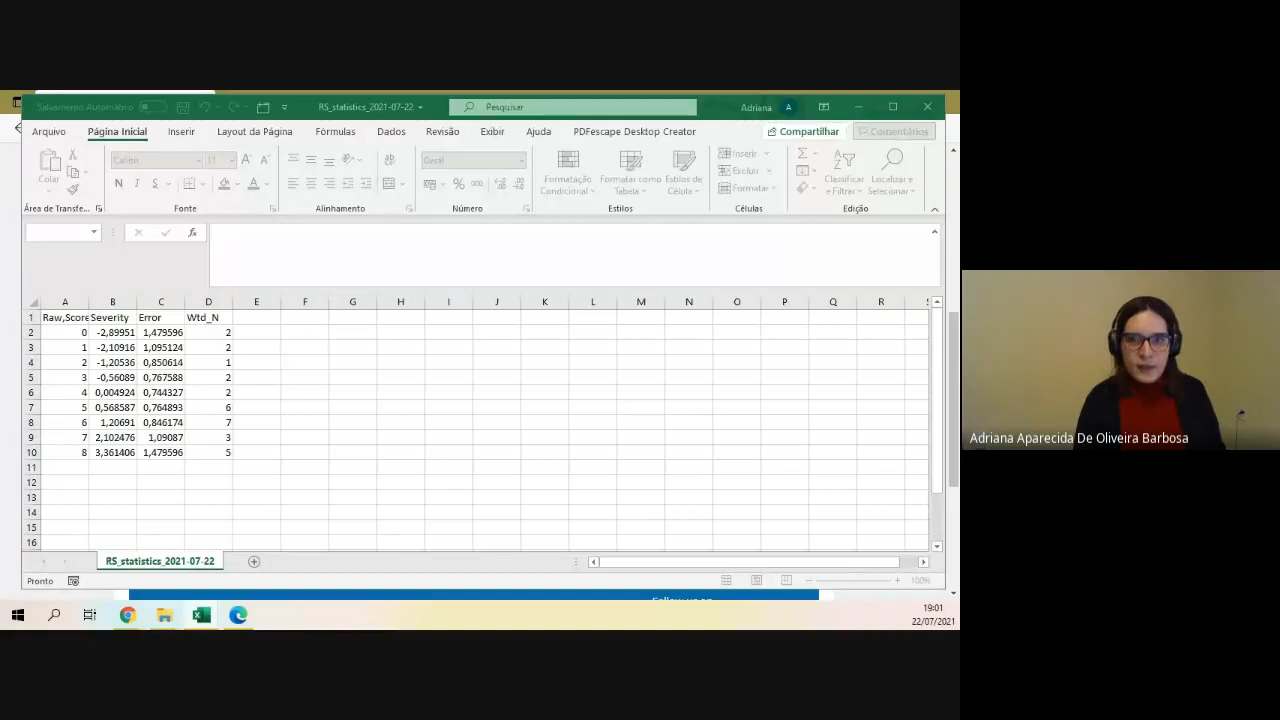 Salvamento Automático RS_statistics_2021-07-22 Pesquisar Adriana A
Arquivo Página Inicial Inserir Layout da Página Fórmulas Dados Revisão Exibir Ajuda PDFescape Desktop Creator Compartilhar Comentários
Colar Calibri 11 Geral Formatação Condicional Formatar como Tabela Estilos de Célula Inserir Excluir Formatar Classificar e Filtrar Localizar e Selecionar
N I S % 000
Área de Transfe... Fonte Alinhamento Número Estilos Células Edição
fx
A B C D E F G H I J K L M N O P Q R S
1 Raw,Score Severity Error Wtd_N
2 0 -2,89951 1,479596 2
3 1 -2,10916 1,095124 2
4 2 -1,20536 0,850614 1
5 3 -0,56089 0,767588 2
6 4 0,004924 0,744327 2
7 5 0,568587 0,764893 6
8 6 1,20691 0,846174 7
9 7 2,102476 1,09087 3
10 8 3,361406 1,479596 5
11
12
13
14
15
16
RS_statistics_2021-07-22
Pronto 100%
19:01
22/07/2021
Adriana Aparecida De Oliveira Barbosa